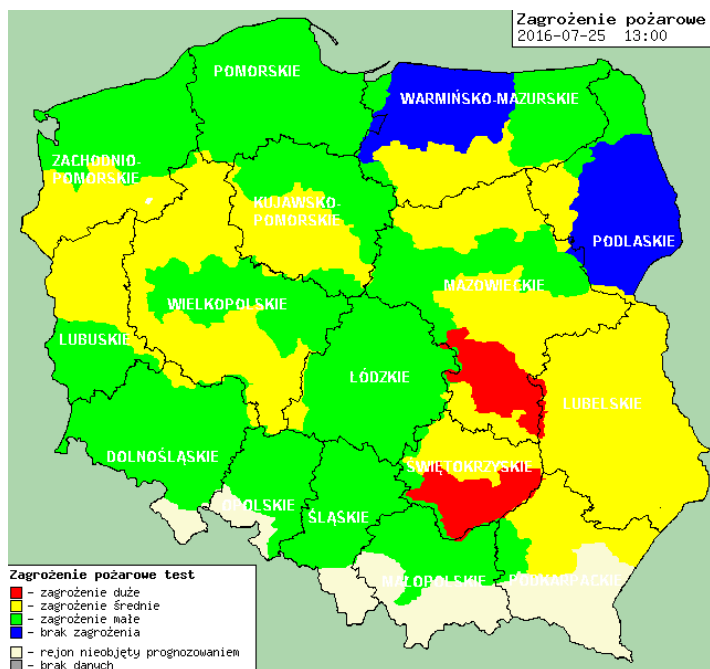 Zagrożenie pożarowe
2016-07-25 13:00
POMORSKIE
WARMIŃSKO-MAZURSKIE
ZACHODNIO-
POMORSKIE
KUJAWSKO-
POMORSKIE
PODLASKIE
MAZOWIECKIE
WIELKOPOLSKIE
LUBUSKIE
ŁÓDZKIE
LUBELSKIE
DOLNOŚLĄSKIE
ŚWIĘTOKRZYSKIE
OPOLSKIE
ŚLĄSKIE
MAŁOPOLSKIE
PODKARPACKIE
Zagrożenie pożarowe test
- zagrożenie duże
- zagrożenie średnie
- zagrożenie małe
- brak zagrożenia
- rejon nieobjęty prognozowaniem
- brak danych